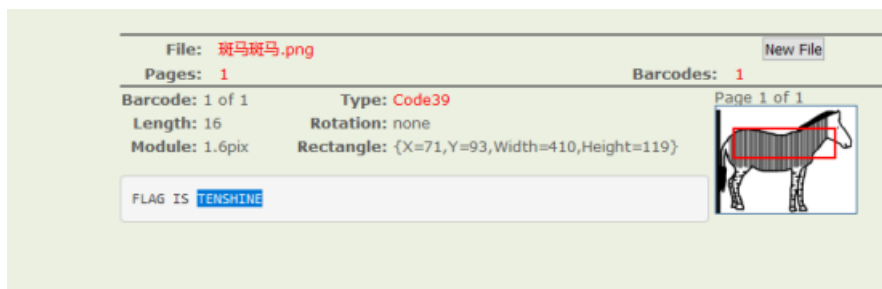 File: 斑马斑马.png New File
Pages: 1 Barcodes: 1
Barcode: 1 of 1 Type: Code39 Page 1 of 1
Length: 16 Rotation: none
Module: 1.6pix Rectangle: {X=71,Y=93,Width=410,Height=119}
FLAG IS TENSHINE